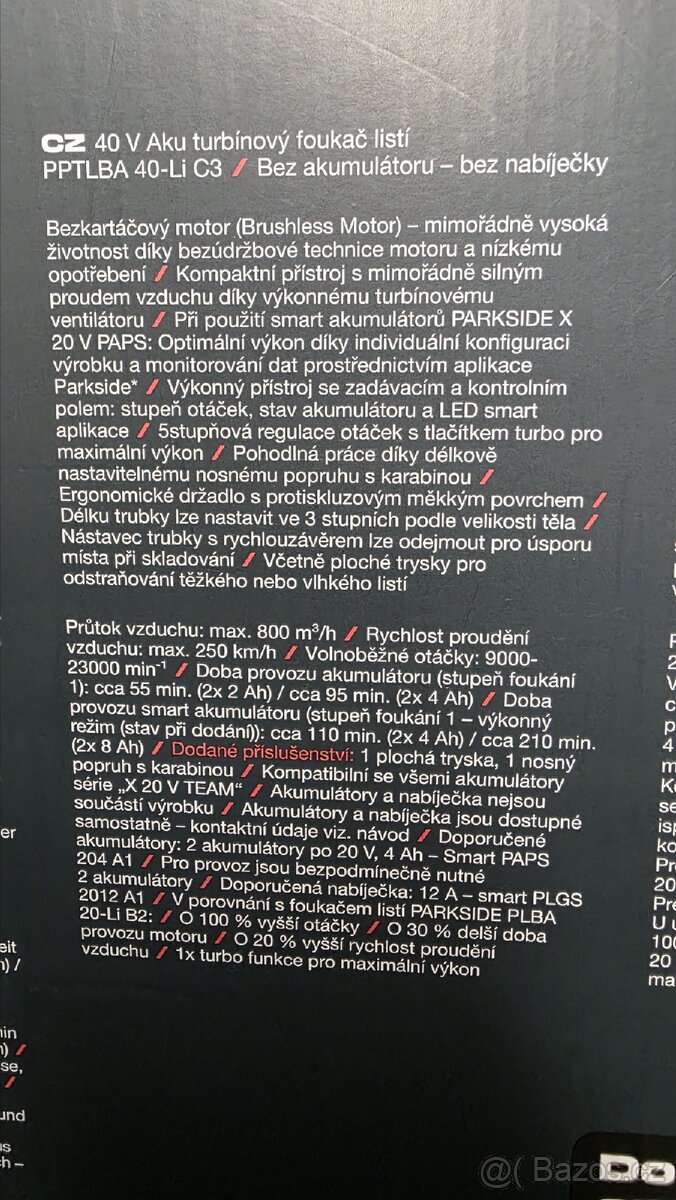 CZ 40 V Aku turbínový foukač listí
PPTLBA 40-Li C3 / Bez akumulátoru – bez nabíječky
Bezkartáčový motor (Brushless Motor) – mimořádně vysoká
životnost díky bezúdržbové technice motoru a nízkému
opotřebení / Kompaktní přístroj s mimořádně silným
proudem vzduchu díky výkonnému turbínovému
ventilátoru / Při použití smart akumulátorů PARKSIDE X
20 V PAPS: Optimální výkon díky individuální konfiguraci
výrobku a monitorování dat prostřednictvím aplikace
Parkside* / Výkonný přístroj se zadávacím a kontrolním
polem: stupeň otáček, stav akumulátoru a LED smart
aplikace / 5stupňová regulace otáček s tlačítkem turbo pro
maximální výkon / Pohodlná práce díky délkově
nastavitelnému nosnému popruhu s karabinou /
Ergonomické držadlo s protiskluzovým měkkým povrchem /
Délku trubky lze nastavit ve 3 stupních podle velikosti těla /
Nástavec trubky s rychlouzávěrem lze odejmout pro úsporu
místa při skladování / Včetně ploché trysky pro
odstraňování těžkého nebo vlhkého listí
Průtok vzduchu: max. 800 m³/h / Rychlost proudění
vzduchu: max. 250 km/h / Volnoběžné otáčky: 9000-
23000 min⁻¹ / Doba provozu akumulátoru (stupeň foukání
1): cca 55 min. (2x 2 Ah) / cca 95 min. (2x 4 Ah) / Doba
provozu smart akumulátoru (stupeň foukání 1 – výkonný
režim (stav při dodání)): cca 110 min. (2x 4 Ah) / cca 210 min.
(2x 8 Ah) / Dodané příslušenství: 1 plochá tryska, 1 nosný
popruh s karabinou / Kompatibilní se všemi akumulátory
série „X 20 V TEAM“ / Akumulátory a nabíječka nejsou
součástí výrobku / Akumulátory a nabíječka jsou dostupné
samostatně – kontaktní údaje viz. návod / Doporučené
akumulátory: 2 akumulátory po 20 V, 4 Ah – Smart PAPS
204 A1 / Pro provoz jsou bezpodmínečně nutné
2 akumulátory / Doporučená nabíječka: 12 A – smart PLGS
2012 A1 / V porovnání s foukačem listí PARKSIDE PLBA
20-Li B2: / O 100 % vyšší otáčky / O 30 % delší doba
provozu motoru / O 20 % vyšší rychlost proudění
vzduchu / 1x turbo funkce pro maximální výkon
@( Bazos.cz